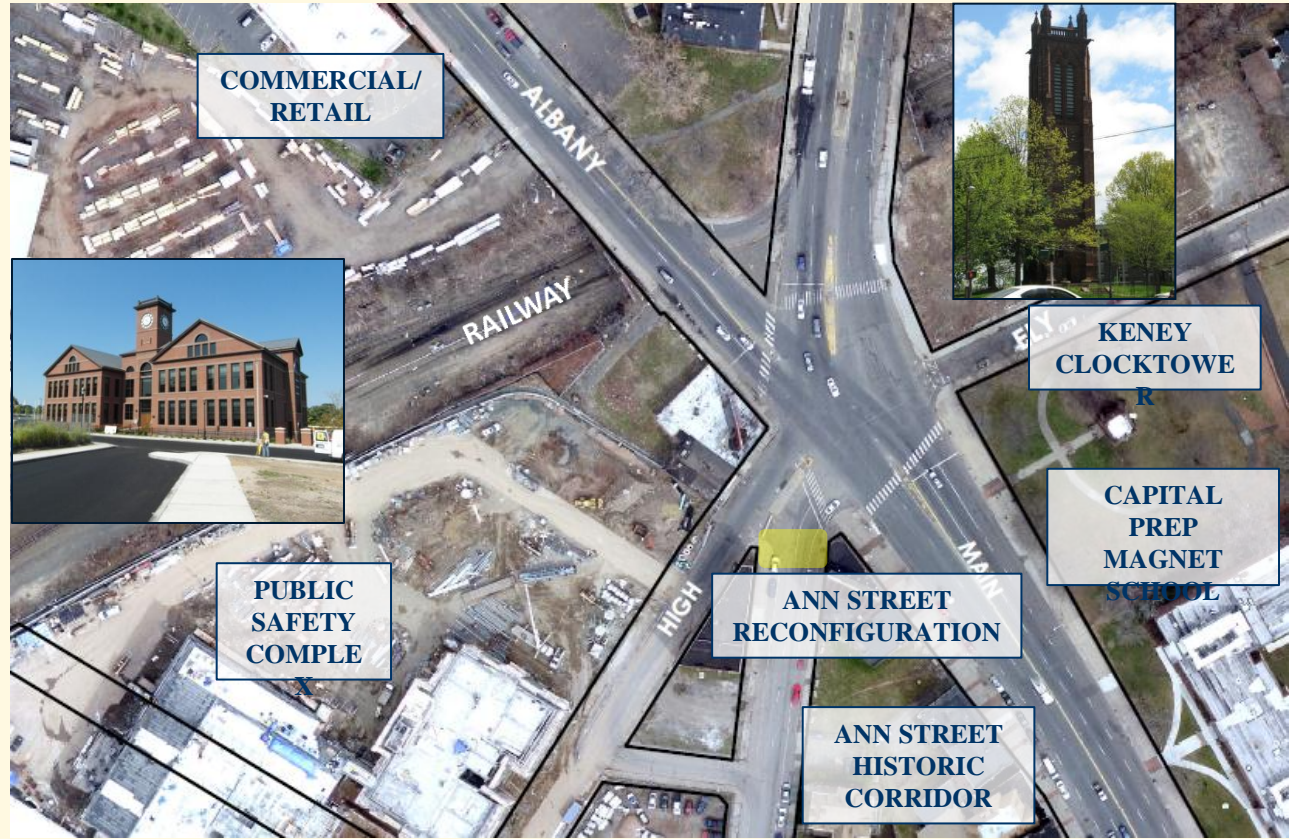 COMMERCIAL/
RETAIL
ALBANY
RAILWAY
ELY
KENEY
CLOCKTOWE
R
CAPITAL
PREP
MAGNET
SCHOOL
MAIN
HIGH
ANN STREET
RECONFIGURATION
PUBLIC
SAFETY
COMPLE
X
ANN STREET
HISTORIC
CORRIDOR